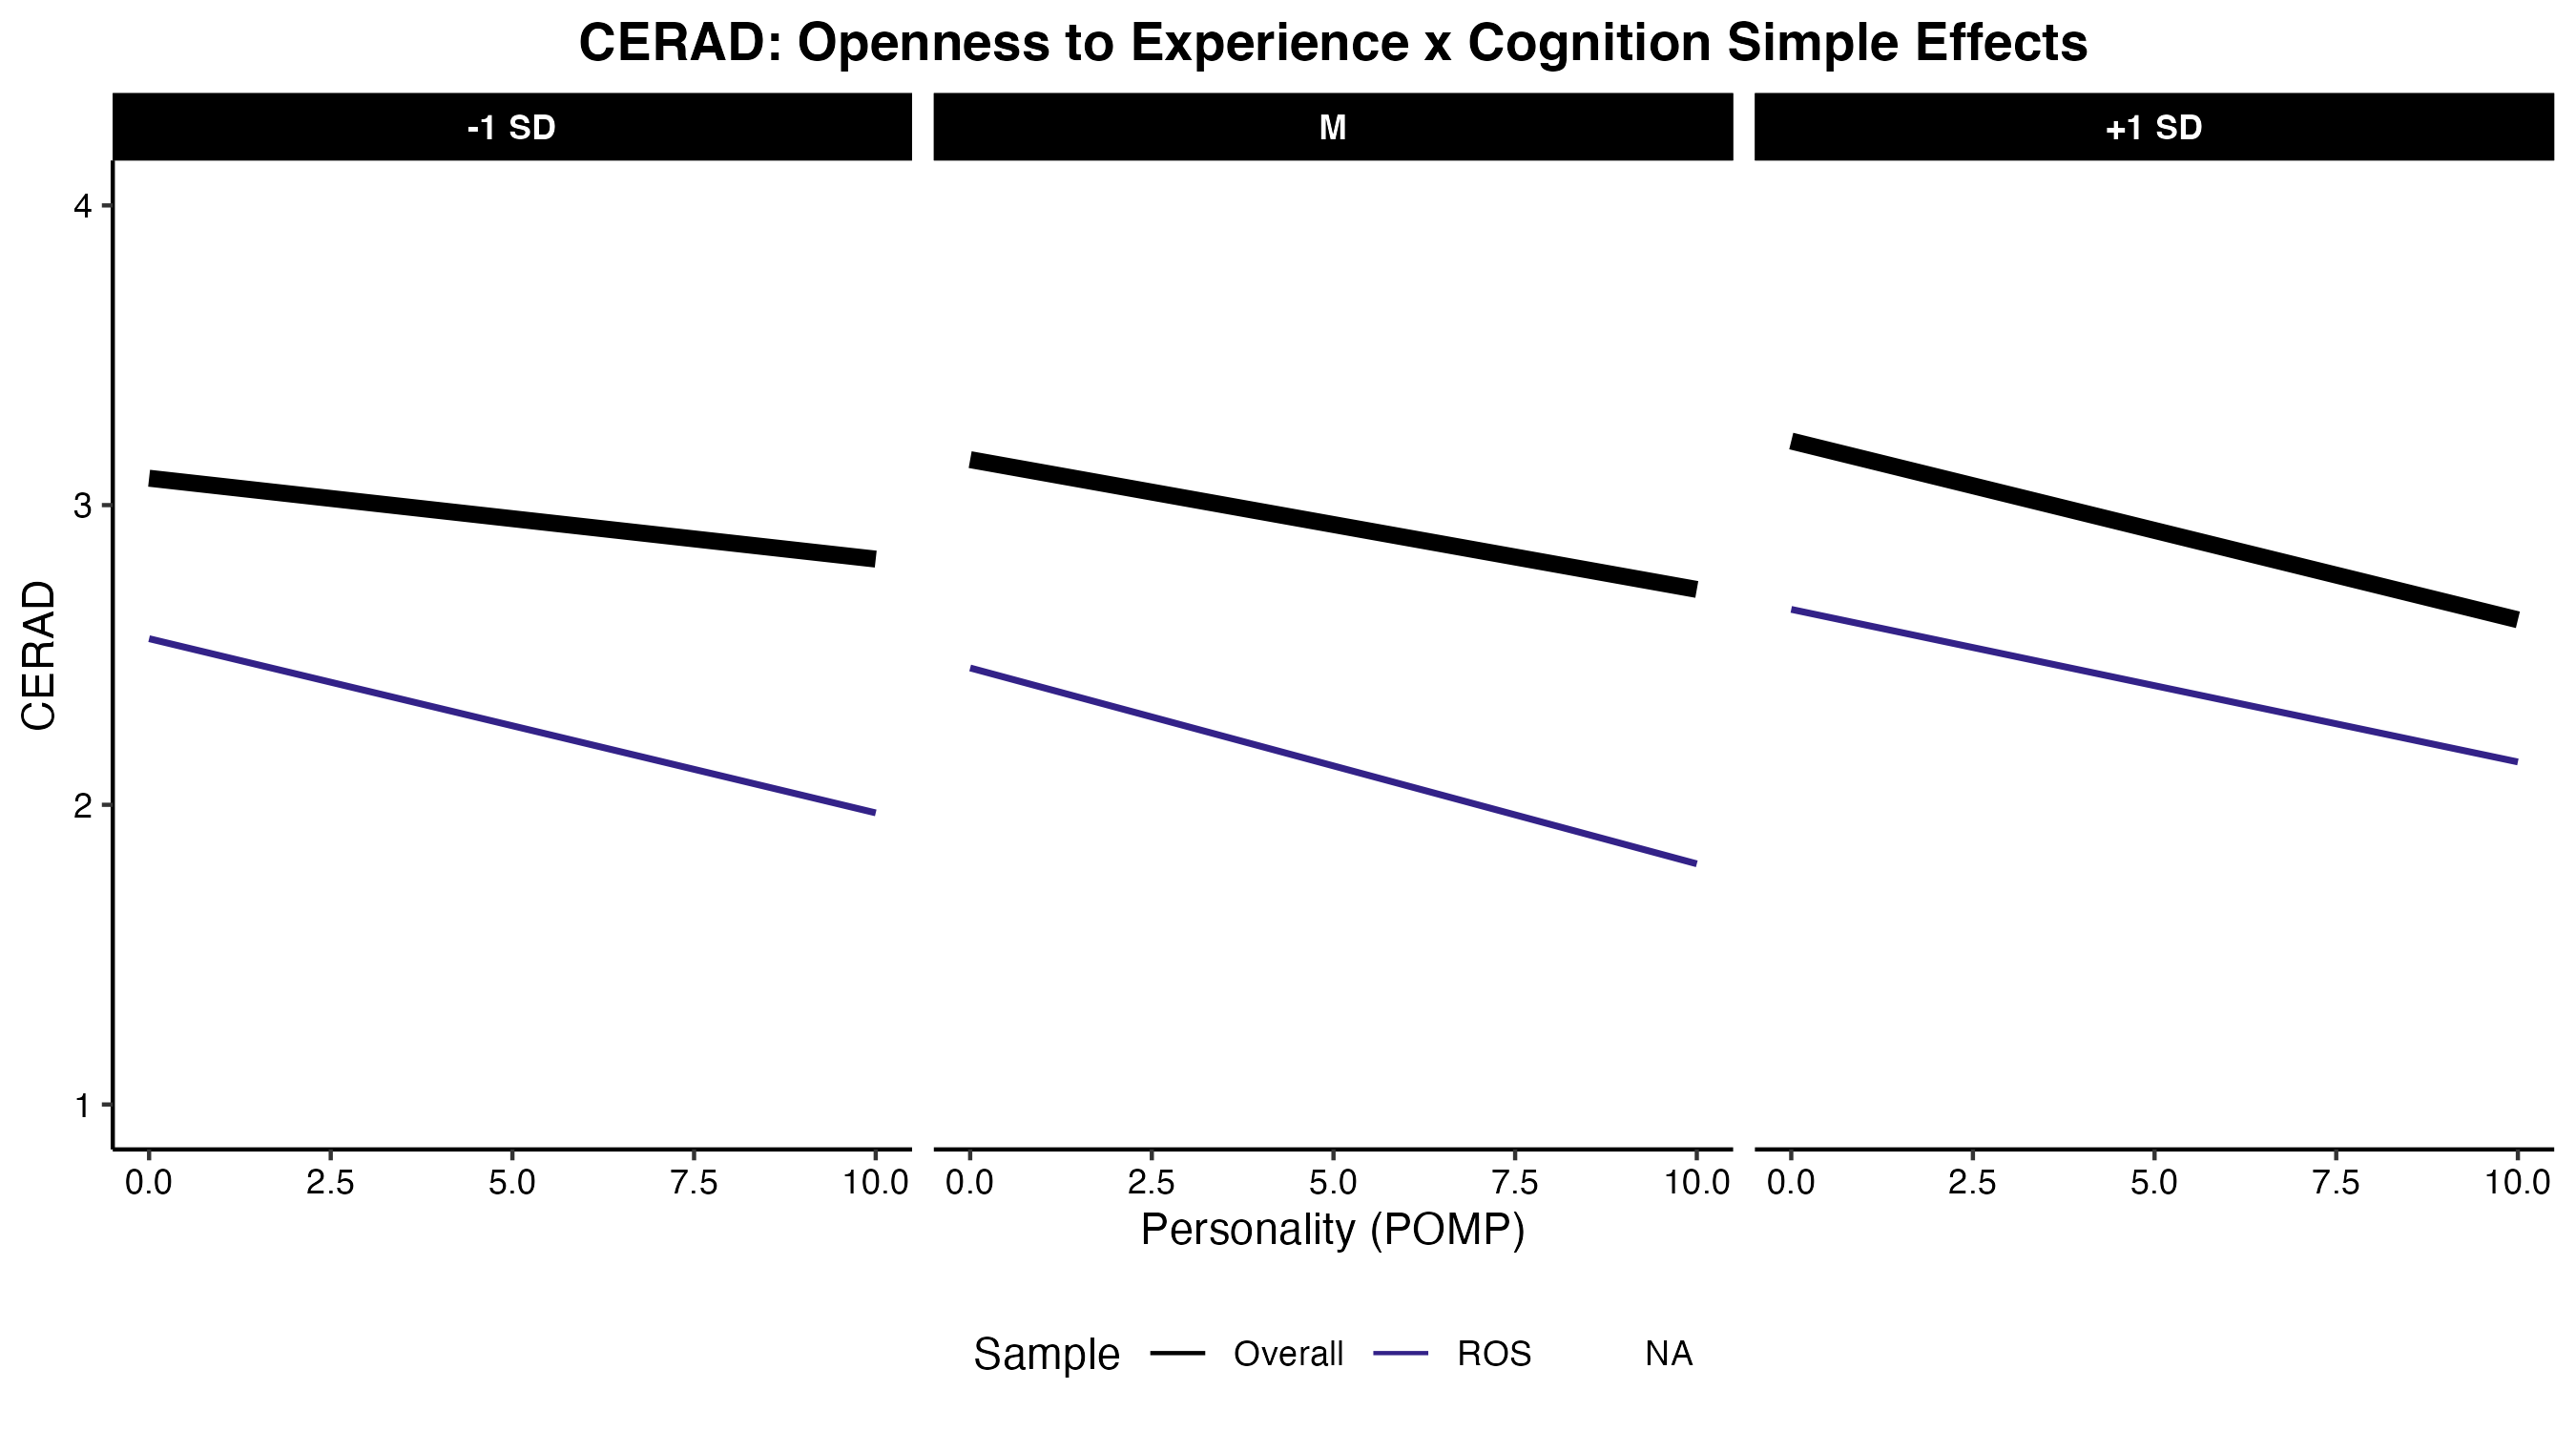 CERAD: Openness to Experience x Cognition Simple Effects
-1 SD M +1 SD
4
3
2
1
CERAD
0.0 2.5 5.0 7.5 10.0 0.0 2.5 5.0 7.5 10.0 0.0 2.5 5.0 7.5 10.0
Personality (POMP)
Sample Overall ROS NA